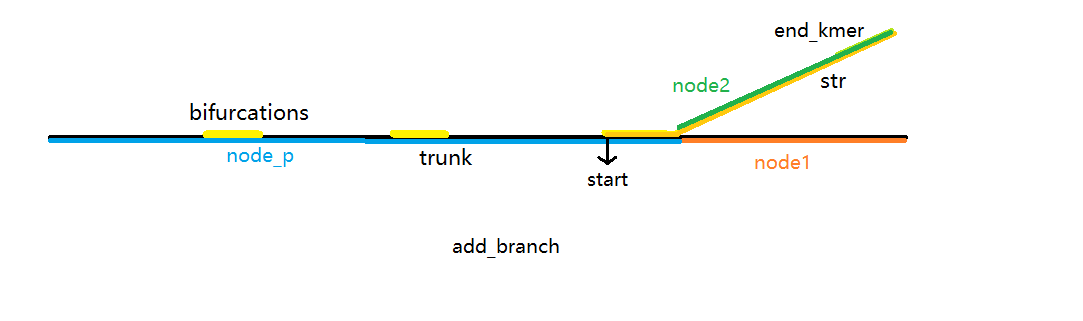 end_kmer
node2
str
bifurcations
node_p
trunk
node1
start
add_branch